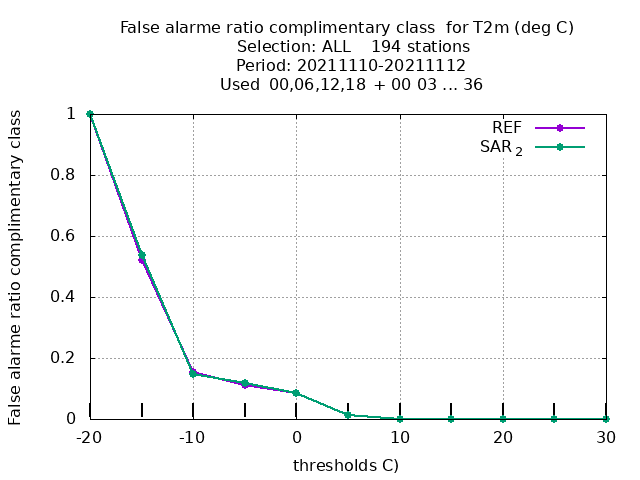 False alarme ratio complimentary class  for T2m (deg C)
Selection: ALL    194 stations
Period: 20211110-20211112
Used  00,06,12,18  + 00 03 ... 36
False alarme ratio complimentary class
REF
SAR 2
1
0.8
0.6
0.4
0.2
0
-20 -10 0 10 20 30
thresholds C)